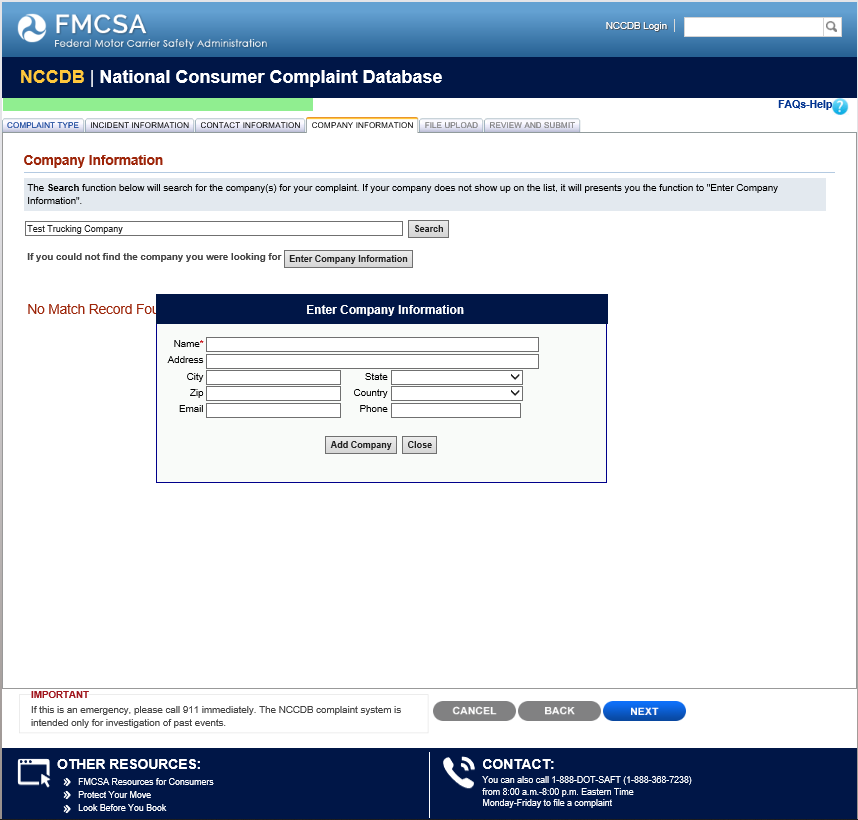 FMCSA
Federal Motor Carrier Safety Administration
NCCDB Login
NCCDB | National Consumer Complaint Database
FAQs-Help
?
COMPLAINT TYPE INCIDENT INFORMATION CONTACT INFORMATION COMPANY INFORMATION FILE UPLOAD REVIEW AND SUBMIT
Company Information
The Search function below will search for the company(s) for your complaint. If your company does not show up on the list, it will presents you the function to "Enter Company
Information".
Test Trucking Company Search
If you could not find the company you were looking for Enter Company Information
No Match Record Fou
Enter Company Information
Name*
Address
City State
Zip Country
Email Phone
Add Company Close
IMPORTANT
If this is an emergency, please call 911 immediately. The NCCDB complaint system is
intended only for investigation of past events.
CANCEL BACK NEXT
OTHER RESOURCES:
FMCSA Resources for Consumers
Protect Your Move
Look Before You Book
CONTACT:
You can also call 1-888-DOT-SAFT (1-888-368-7238)
from 8:00 a.m.-8:00 p.m. Eastern Time
Monday-Friday to file a complaint